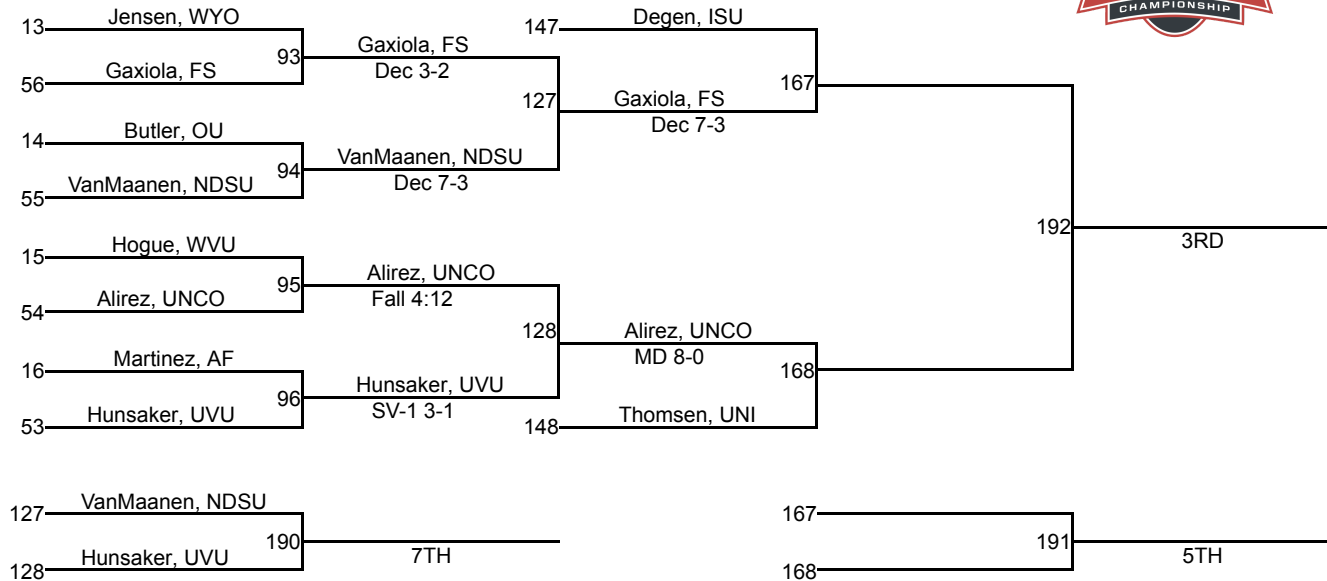 CHAMPIONSHIP
13 Jensen, WYO
93
56 Gaxiola, FS
Gaxiola, FS
Dec 3-2
14 Butler, OU
94
55 VanMaanen, NDSU
VanMaanen, NDSU
Dec 7-3
127
147 Degen, ISU
Gaxiola, FS
Dec 7-3
167
15 Hogue, WVU
95
54 Alirez, UNCO
Alirez, UNCO
Fall 4:12
16 Martinez, AF
96
53 Hunsaker, UVU
Hunsaker, UVU
SV-1 3-1
128
Alirez, UNCO
MD 8-0
148 Thomsen, UNI
168
192
3RD
127 VanMaanen, NDSU
190
128 Hunsaker, UVU
7TH
167
191
168
5TH